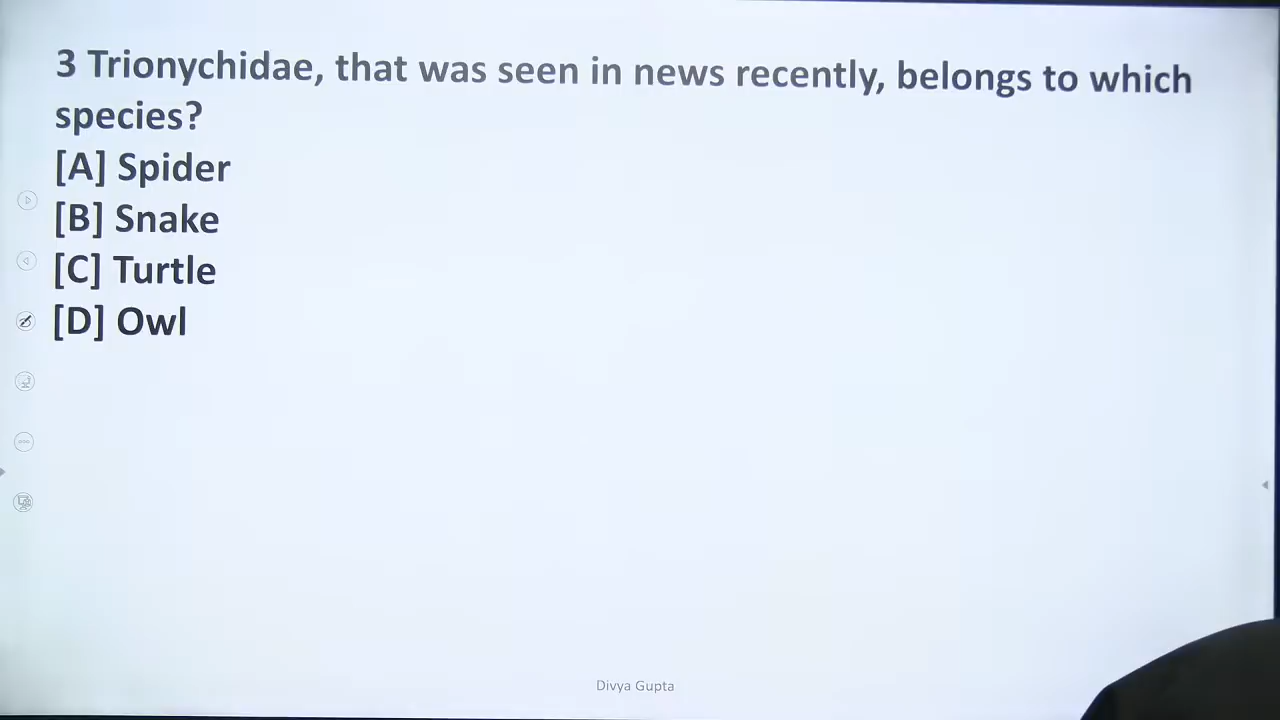 3 Trionychidae, that was seen in news recently, belongs to which
species?
[A] Spider
[B] Snake
[C] Turtle
[D] Owl
Divya Gupta